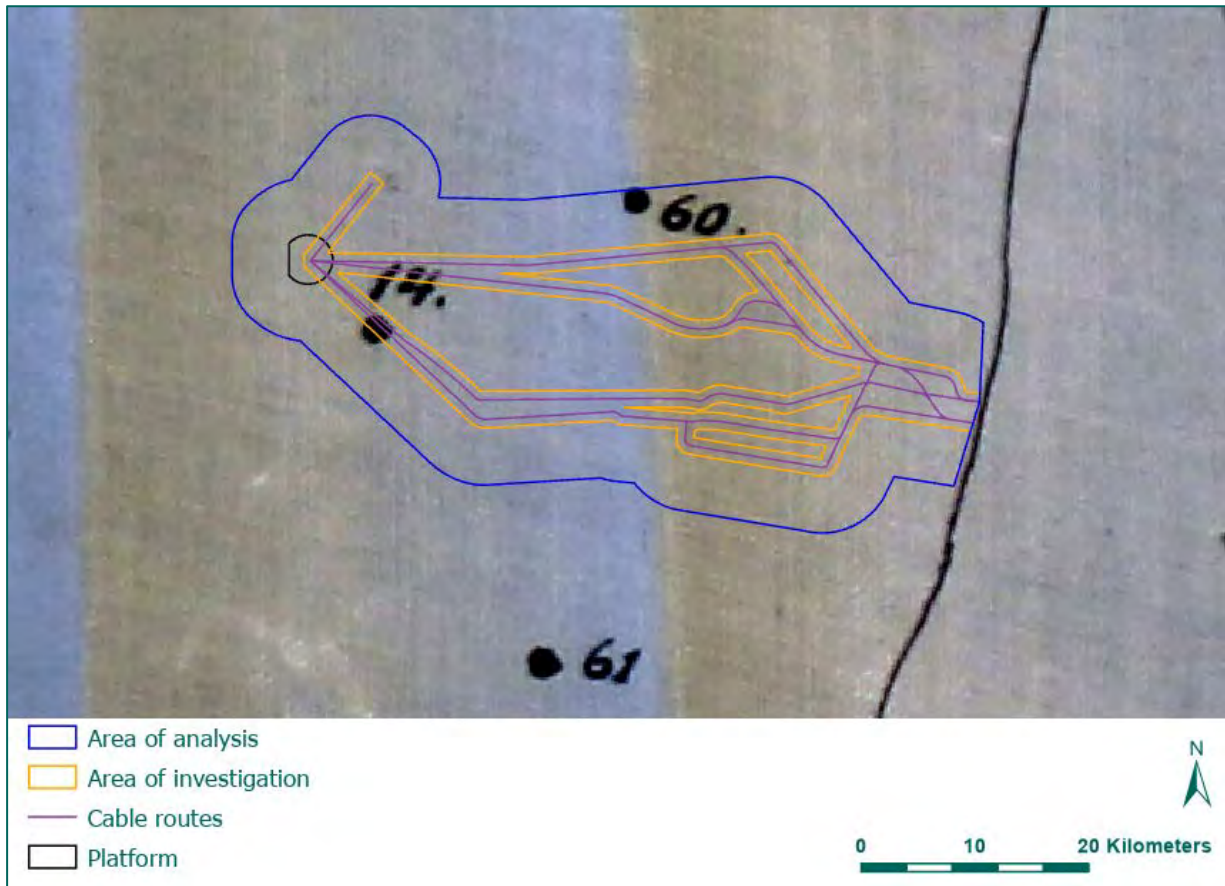 60.
14.
61
Area of analysis
Area of investigation
Cable routes
Platform
N
0 10 20 Kilometers